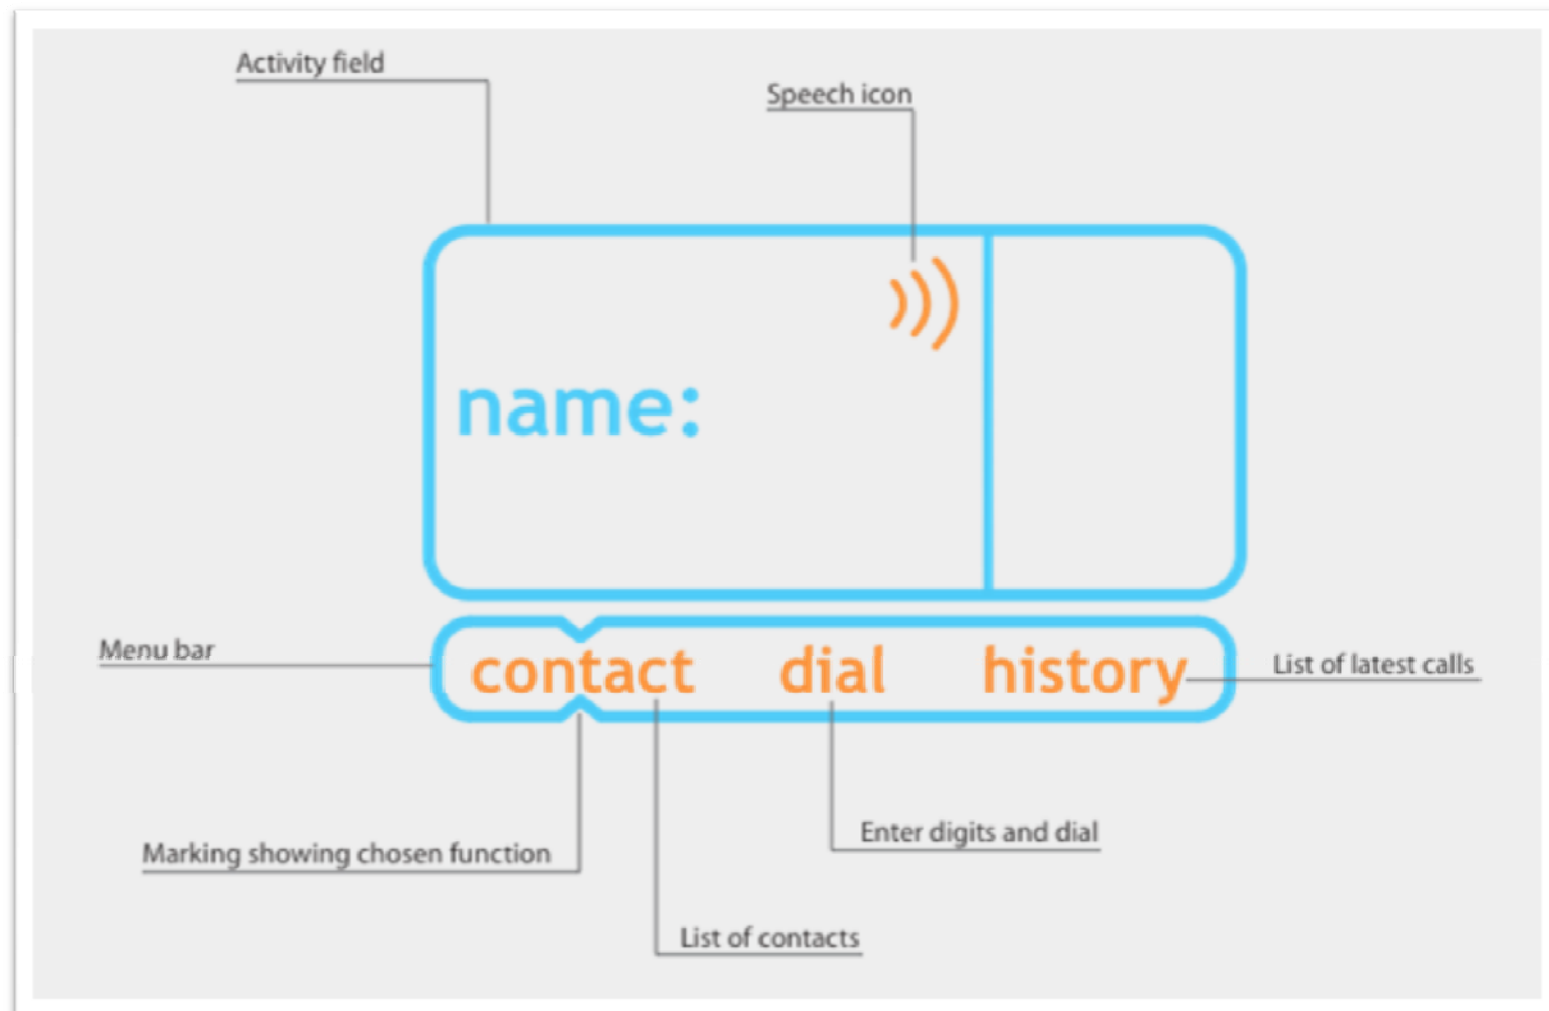 Activity field
Speech icon
name:
Menu bar
contact dial history
List of latest calls
Enter digits and dial
Marking showing chosen function
List of contacts